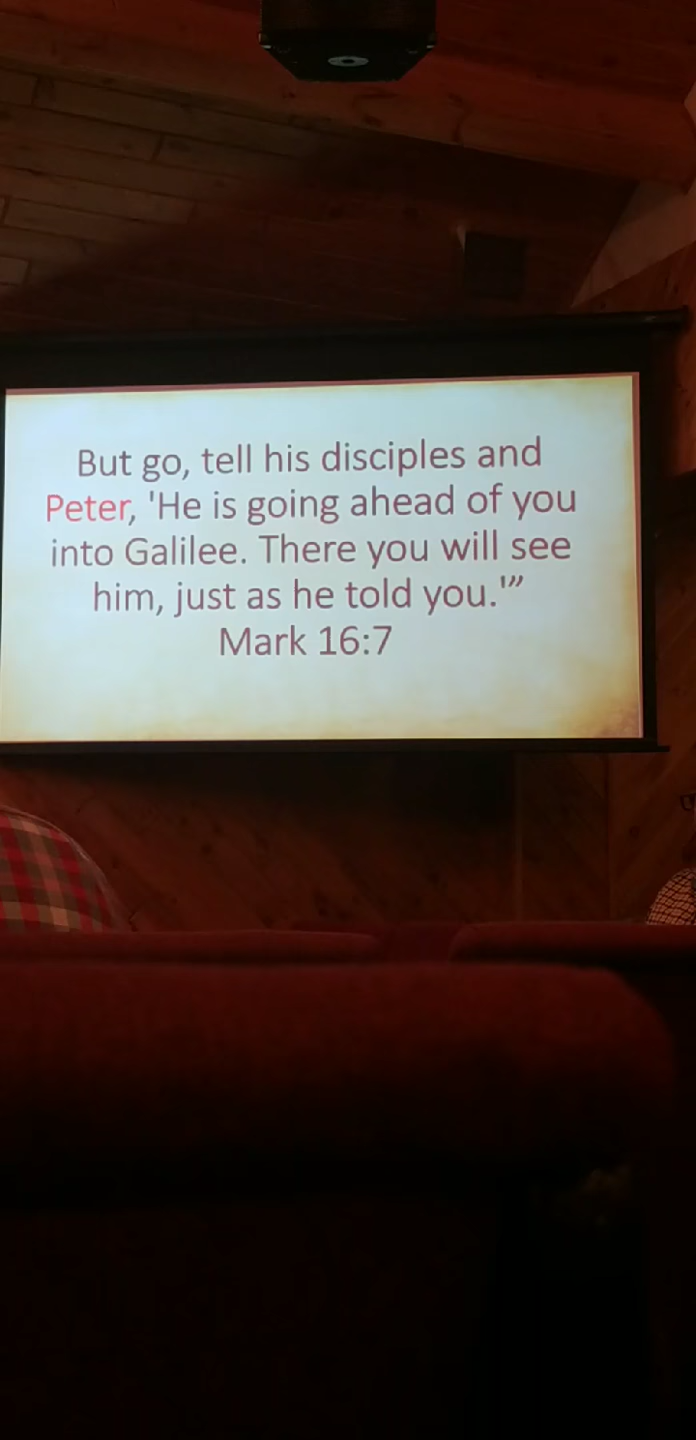 But go, tell his disciples and
Peter, 'He is going ahead of you
into Galilee. There you will see
him, just as he told you.'”
Mark 16:7